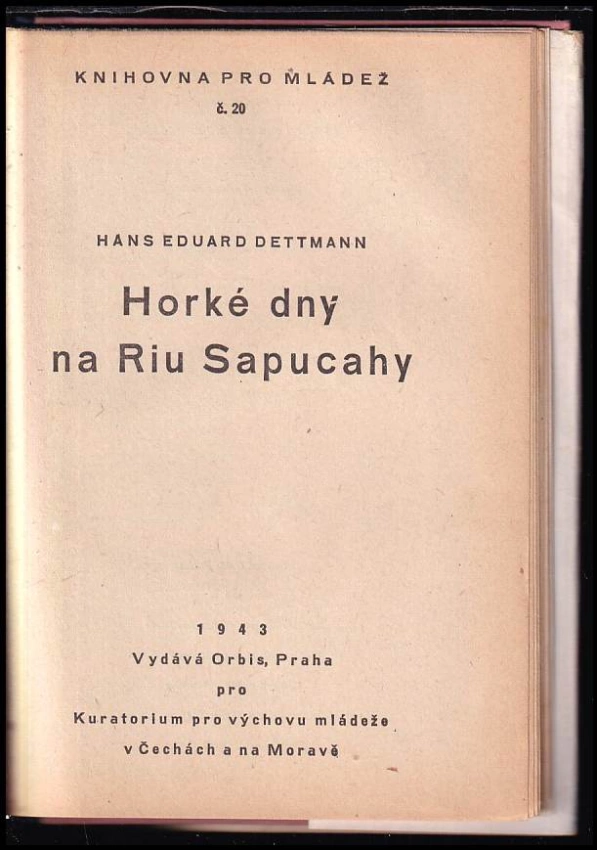 KNIHOVNA PRO MLÁDEŽ
č. 20
HANS EDUARD DETTMANN
Horké dny
na Riu Sapucahy
1943
Vydává Orbis, Praha
pro
Kuratorium pro výchovu mládeže
v Čechách a na Moravě